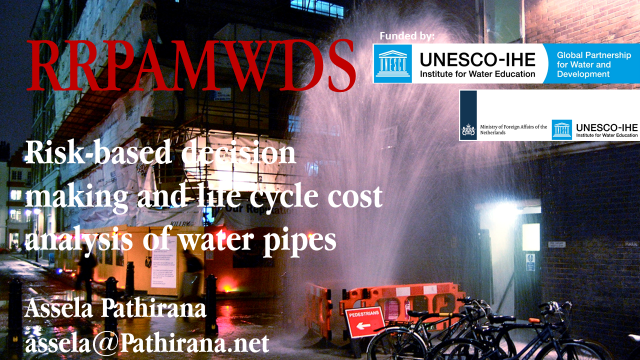 RRPAMWDS
Funded by:
UNESCO-IHE
Institute for Water Education
Global Partnership
for Water and
Development
Ministry of Foreign Affairs of the
Netherlands
UNESCO-IHE
Institute for Water Education
Risk-based decision
making and life cycle cost
analysis of water pipes
PEDESTRIANS
Assela Pathirana
assela@Pathirana.net